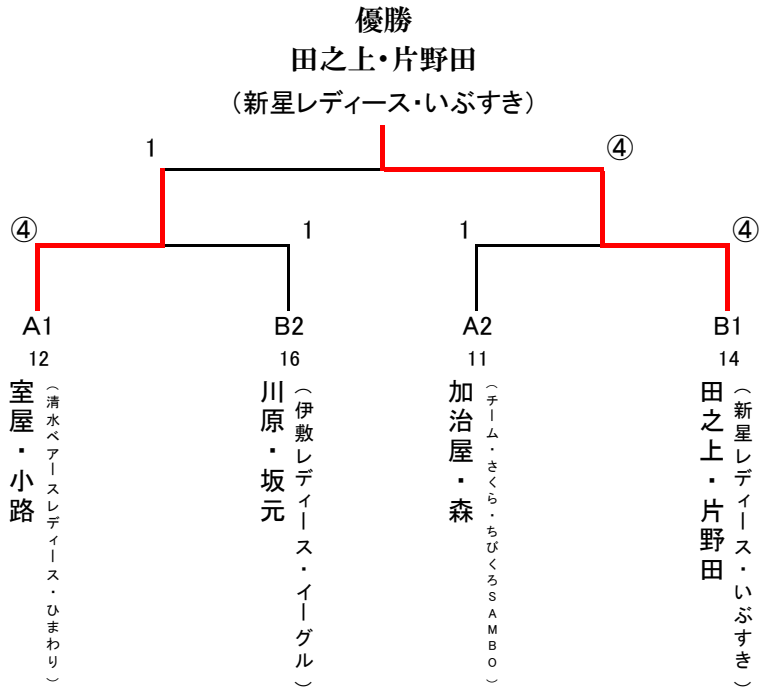 優勝
田之上・片野田
（新星レディース・いぶすき）
1
④
④
1
1
④
A1
B2
A2
B1
12
16
11
14
室屋・小路
（清水ベアースレディース・ひまわり）
川原・坂元
（伊敷レディース・イーグル）
加治屋・森
（チーム・さくら・ちびくろSAMBO）
田之上・片野田
（新星レディース・いぶすき）